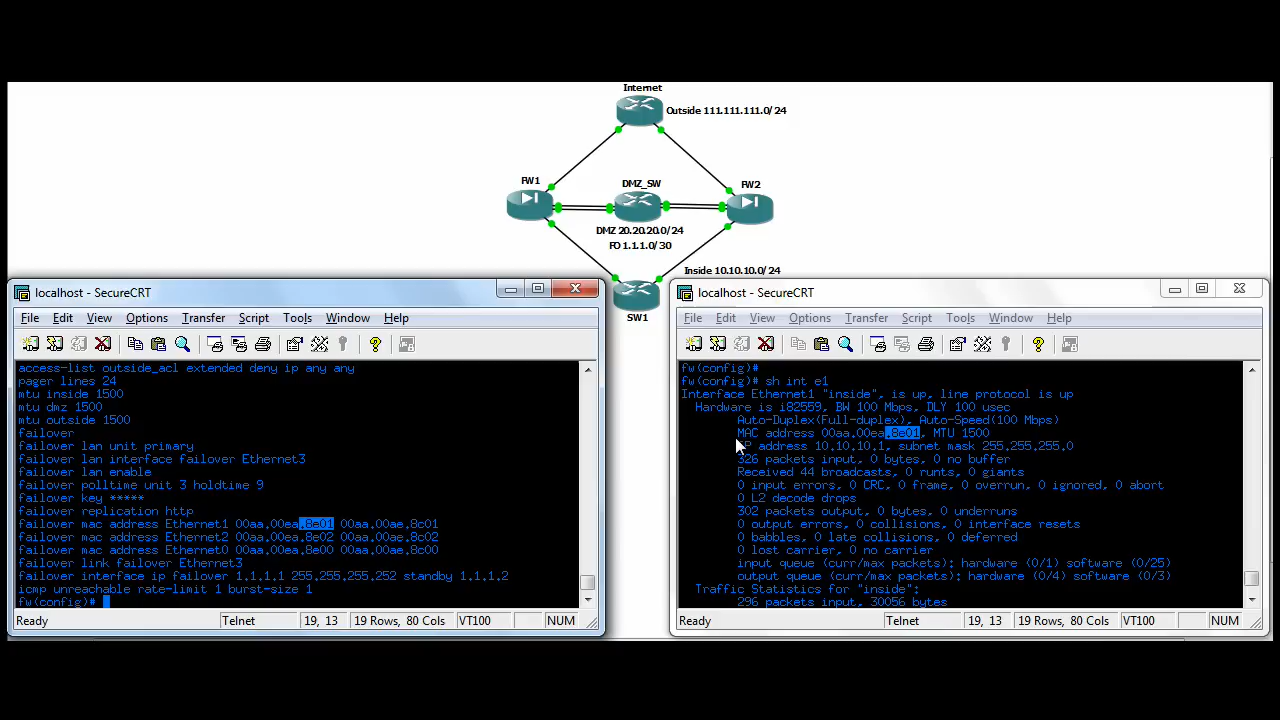 Internet
Outside 111.111.111.0/24
FW1
DMZ_SW
FW2
DMZ 20.20.20.0/24
FO 1.1.1.0/30
Inside 10.10.10.0/24
SW1
localhost - SecureCRT
File Edit View Options Transfer Script Tools Window Help
access-list outside_acl extended deny ip any any
pager lines 24
mtu inside 1500
mtu dmz 1500
mtu outside 1500
failover
failover lan unit primary
failover lan interface failover Ethernet3
failover lan enable
failover polltime unit 3 holdtime 9
failover key *****
failover replication http
failover mac address Ethernet1 00aa.00ea.8e01 00aa.00ae.8c01
failover mac address Ethernet2 00aa.00ea.8e02 00aa.00ae.8c02
failover mac address Ethernet0 00aa.00ea.8e00 00aa.00ae.8c00
failover link failover Ethernet3
failover interface ip failover 1.1.1.1 255.255.255.252 standby 1.1.1.2
icmp unreachable rate-limit 1 burst-size 1
fw(config)#
Ready Telnet 19, 13 19 Rows, 80 Cols VT100 NUM
localhost - SecureCRT
File Edit View Options Transfer Script Tools Window Help
fw(config)#
fw(config)# sh int e1
Interface Ethernet1 "inside", is up, line protocol is up
Hardware is i82559, BW 100 Mbps, DLY 100 usec
Auto-Duplex(Full-duplex), Auto-Speed(100 Mbps)
MAC address 00aa.00ea.8e01, MTU 1500
IP address 10.10.10.1, subnet mask 255.255.255.0
326 packets input, 0 bytes, 0 no buffer
Received 44 broadcasts, 0 runts, 0 giants
0 input errors, 0 CRC, 0 frame, 0 overrun, 0 ignored, 0 abort
0 L2 decode drops
302 packets output, 0 bytes, 0 underruns
0 output errors, 0 collisions, 0 interface resets
0 babbles, 0 late collisions, 0 deferred
0 lost carrier, 0 no carrier
input queue (curr/max packets): hardware (0/1) software (0/25)
output queue (curr/max packets): hardware (0/4) software (0/3)
Traffic Statistics for "inside":
296 packets input, 30056 bytes
Ready Telnet 19, 13 19 Rows, 80 Cols VT100 NUM